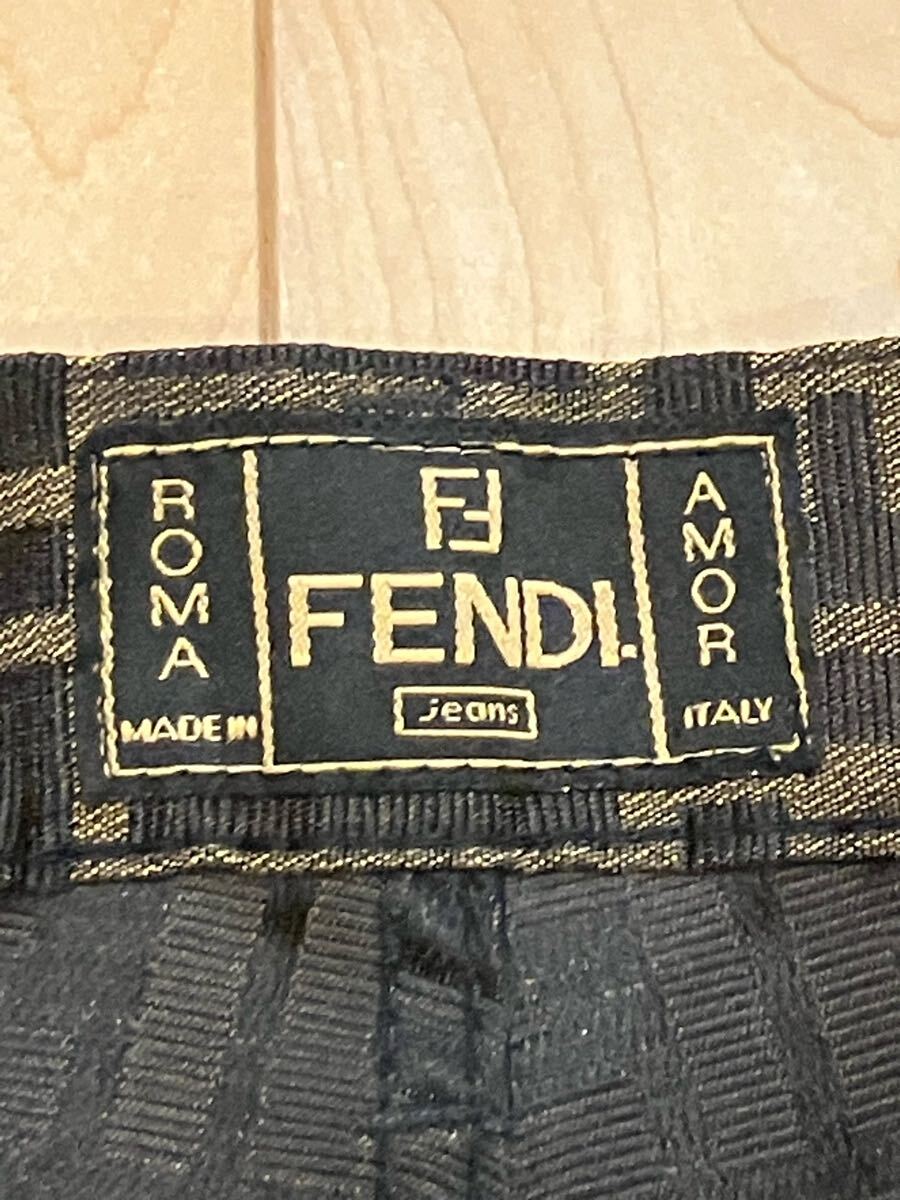 ROMA
MADE IN
FF
FENDI.
Jeans
AMOR
ITALY